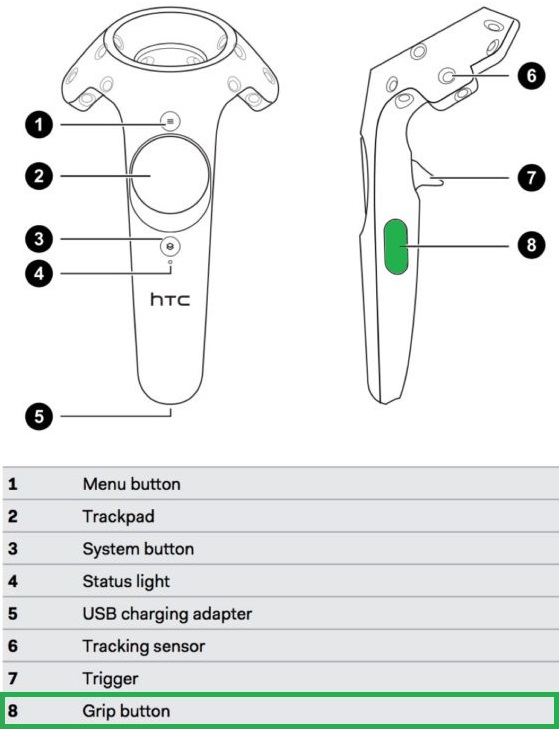 1
2
3
4
5
6
7
8
hTC
1 Menu button
2 Trackpad
3 System button
4 Status light
5 USB charging adapter
6 Tracking sensor
7 Trigger
8 Grip button